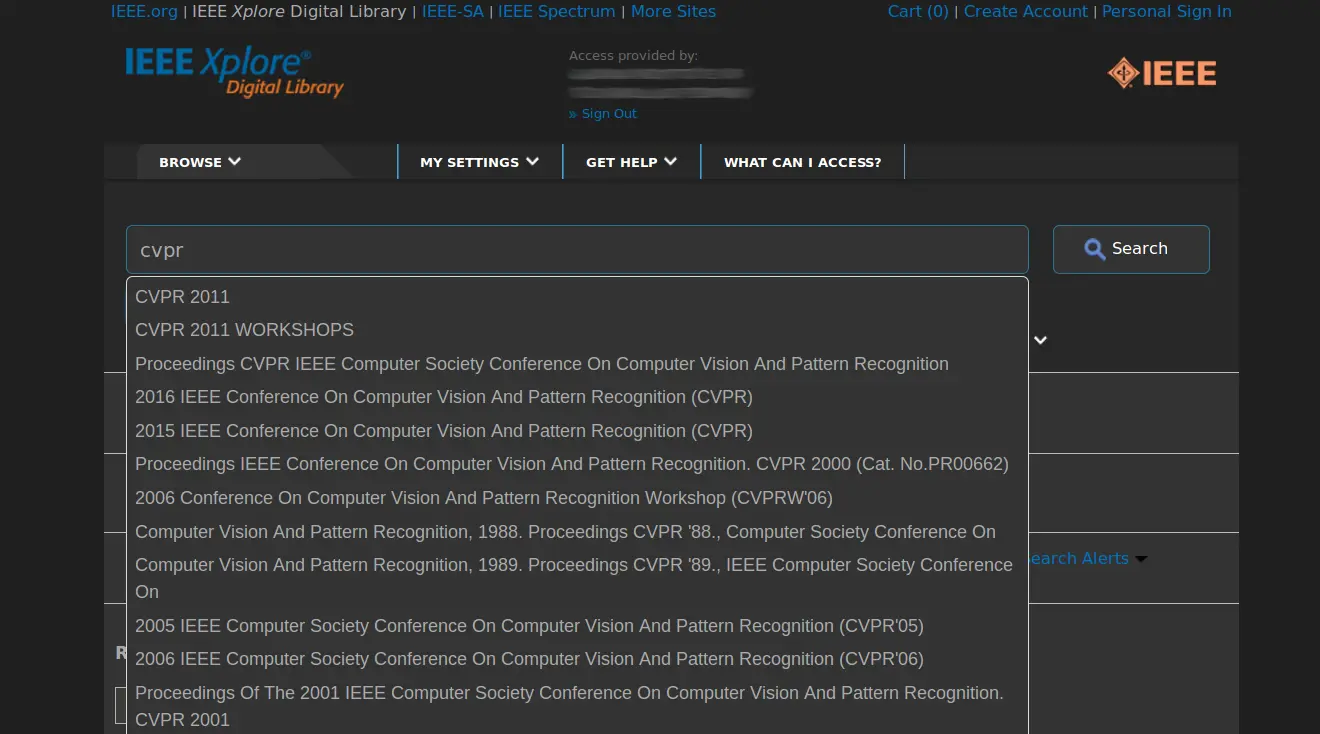 IEEE.org | IEEE Xplore Digital Library | IEEE-SA | IEEE Spectrum | More Sites
Cart (0) | Create Account | Personal Sign In
IEEE Xplore®
Digital Library
Access provided by:
» Sign Out
IEEE
BROWSE
MY SETTINGS
GET HELP
WHAT CAN I ACCESS?
cvpr
Search
CVPR 2011
CVPR 2011 WORKSHOPS
Proceedings CVPR IEEE Computer Society Conference On Computer Vision And Pattern Recognition
2016 IEEE Conference On Computer Vision And Pattern Recognition (CVPR)
2015 IEEE Conference On Computer Vision And Pattern Recognition (CVPR)
Proceedings IEEE Conference On Computer Vision And Pattern Recognition. CVPR 2000 (Cat. No.PR00662)
2006 Conference On Computer Vision And Pattern Recognition Workshop (CVPRW'06)
Computer Vision And Pattern Recognition, 1988. Proceedings CVPR '88., Computer Society Conference On
Computer Vision And Pattern Recognition, 1989. Proceedings CVPR '89., IEEE Computer Society Conference
On
earch Alerts
2005 IEEE Computer Society Conference On Computer Vision And Pattern Recognition (CVPR'05)
2006 IEEE Computer Society Conference On Computer Vision And Pattern Recognition (CVPR'06)
R
Proceedings Of The 2001 IEEE Computer Society Conference On Computer Vision And Pattern Recognition.
CVPR 2001